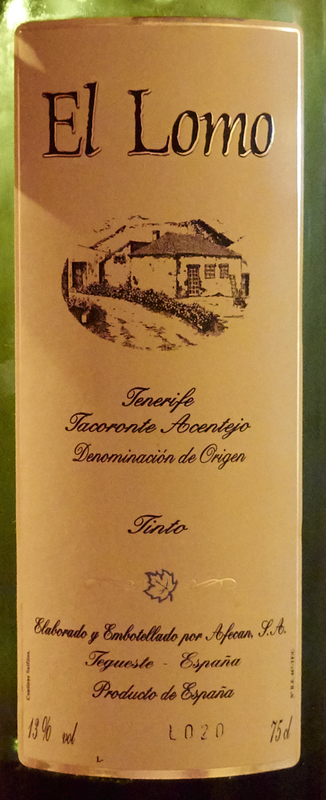 El Lomo
Tenerife
Tacoronte Acentejo
Denominación de Origen
Tinto
Elaborado y Embotellado por Afecan, S.A.
Tegueste - España
Producto de España
13% vol L020 75cl